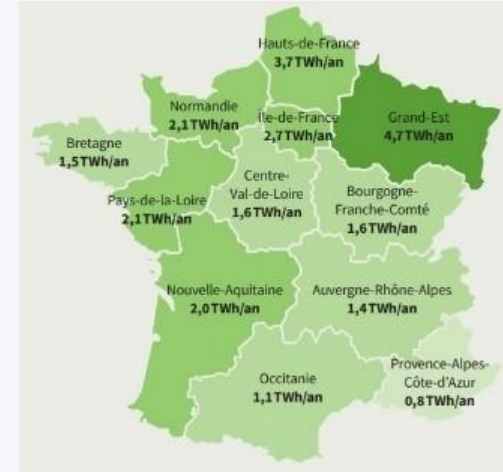 Hauts-de-France
3,7 TWh/an
Normandie
2,1 TWh/an
Île-de-France
2,7 TWh/an
Grand-Est
4,7 TWh/an
Bretagne
1,5 TWh/an
Pays-de-la-Loire
2,1 TWh/an
Centre-
Val-de-Loire
1,6 TWh/an
Bourgogne-
Franche-Comté
1,6 TWh/an
Nouvelle-Aquitaine
2,0 TWh/an
Auvergne-Rhône-Alpes
1,4 TWh/an
Occitanie
1,1 TWh/an
Provence-Alpes-
Côte-d'Azur
0,8 TWh/an